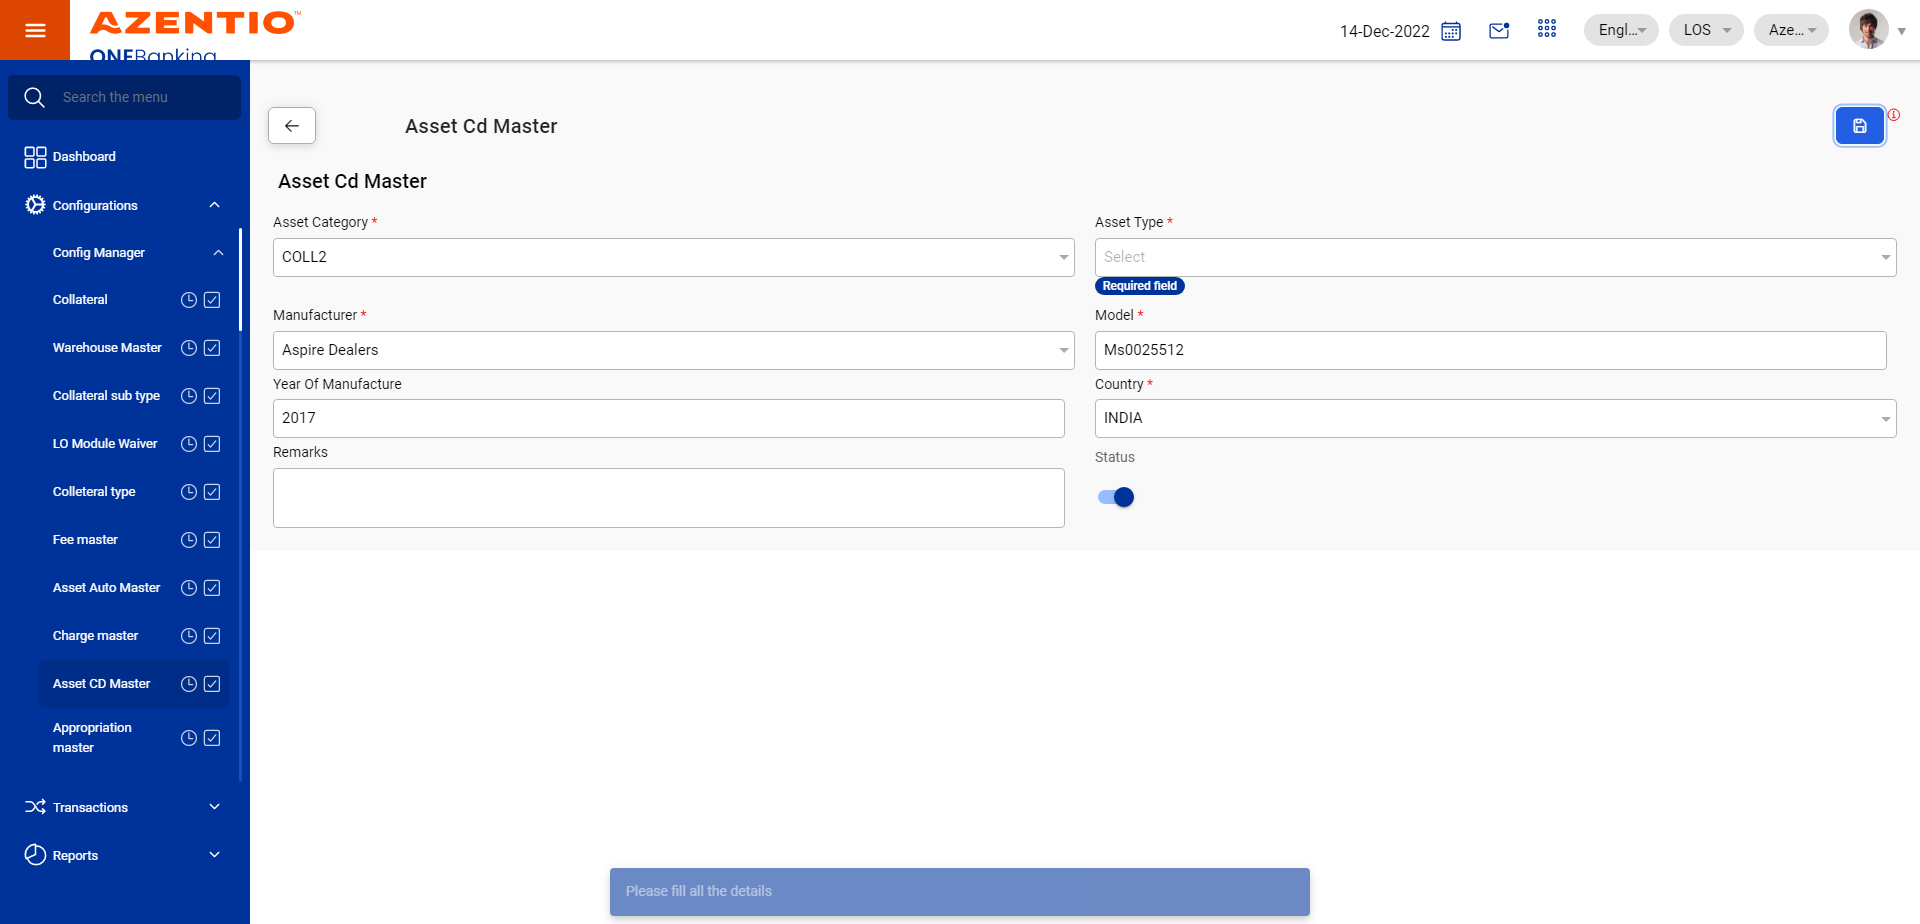 AZENTIO™
ONEBanking
14-Dec-2022
Engl...
LOS
Aze...
Search the menu
Dashboard
Configurations
Config Manager
Collateral
Warehouse Master
Collateral sub type
LO Module Waiver
Colleteral type
Fee master
Asset Auto Master
Charge master
Asset CD Master
Appropriation
master
Transactions
Reports
Asset Cd Master
Asset Cd Master
Asset Category *
COLL2
Asset Type *
Select
Required field
Manufacturer *
Aspire Dealers
Model *
Ms0025512
Year Of Manufacture
2017
Country *
INDIA
Remarks
Status
Please fill all the details